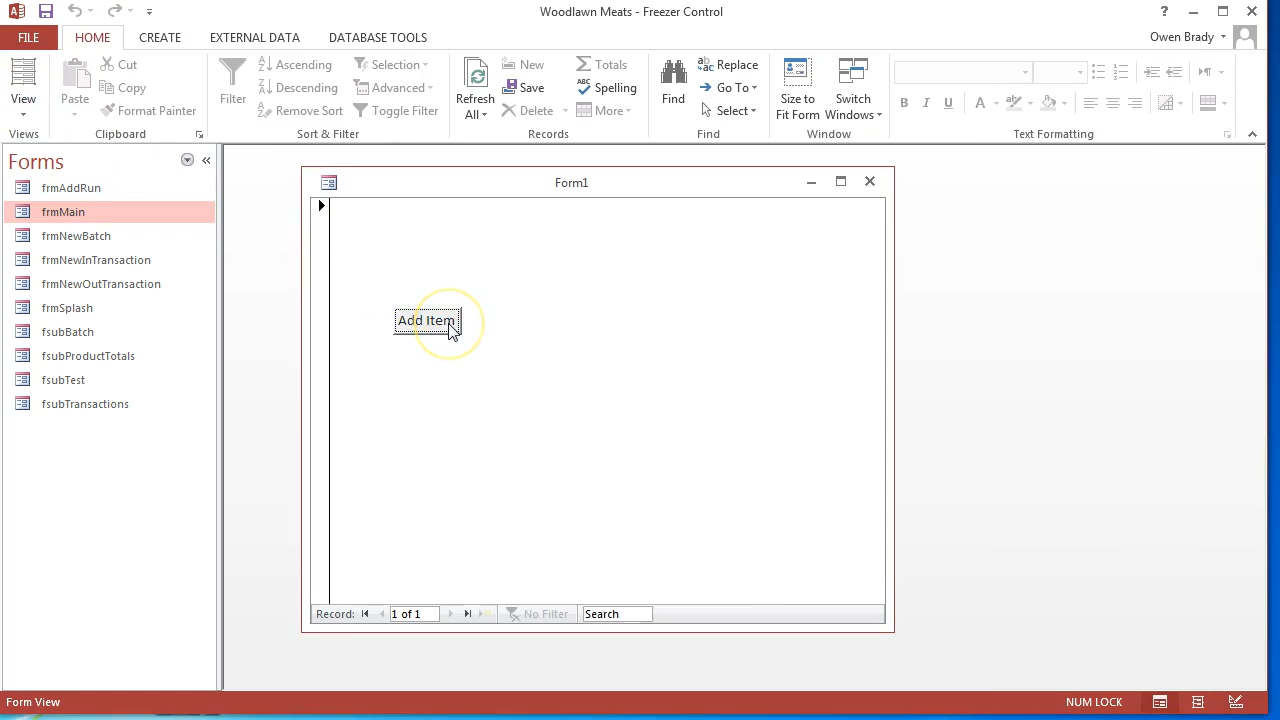 Woodlawn Meats - Freezer Control
?
FILE HOME CREATE EXTERNAL DATA DATABASE TOOLS
Owen Brady
View
Views
Paste
Cut
Copy
Format Painter
Clipboard
Filter
Ascending
Descending
Remove Sort
Selection
Advanced
Toggle Filter
Sort & Filter
Refresh
All
New
Save
Delete
Totals
Spelling
More
Records
Find
Replace
Go To
Select
Find
Size to
Fit Form
Switch
Windows
Window
B I U A
Text Formatting
Forms
frmAddRun
frmMain
frmNewBatch
frmNewInTransaction
frmNewOutTransaction
frmSplash
fsubBatch
fsubProductTotals
fsubTest
fsubTransactions
Form1
Add Item
Record: 1 of 1 No Filter Search
Form View
NUM LOCK